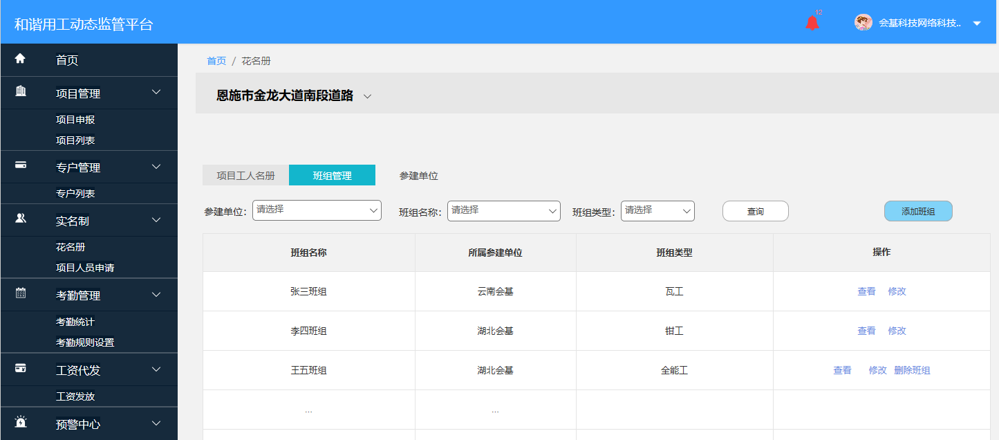 和谐用工动态监管平台
12
会基科技网络科技..
首页
项目管理
项目申报
项目列表
专户管理
专户列表
实名制
花名册
项目人员申请
考勤管理
考勤统计
考勤规则设置
工资代发
工资发放
预警中心
首页 / 花名册
恩施市金龙大道南段道路
项目工人名册 班组管理 参建单位
参建单位: 请选择 班组名称: 请选择 班组类型: 请选择 查询 添加班组
班组名称 所属参建单位 班组类型 操作
张三班组 云南会基 瓦工 查看 修改
李四班组 湖北会基 钳工 查看 修改
王五班组 湖北会基 全能工 查看 修改 删除班组
... ...